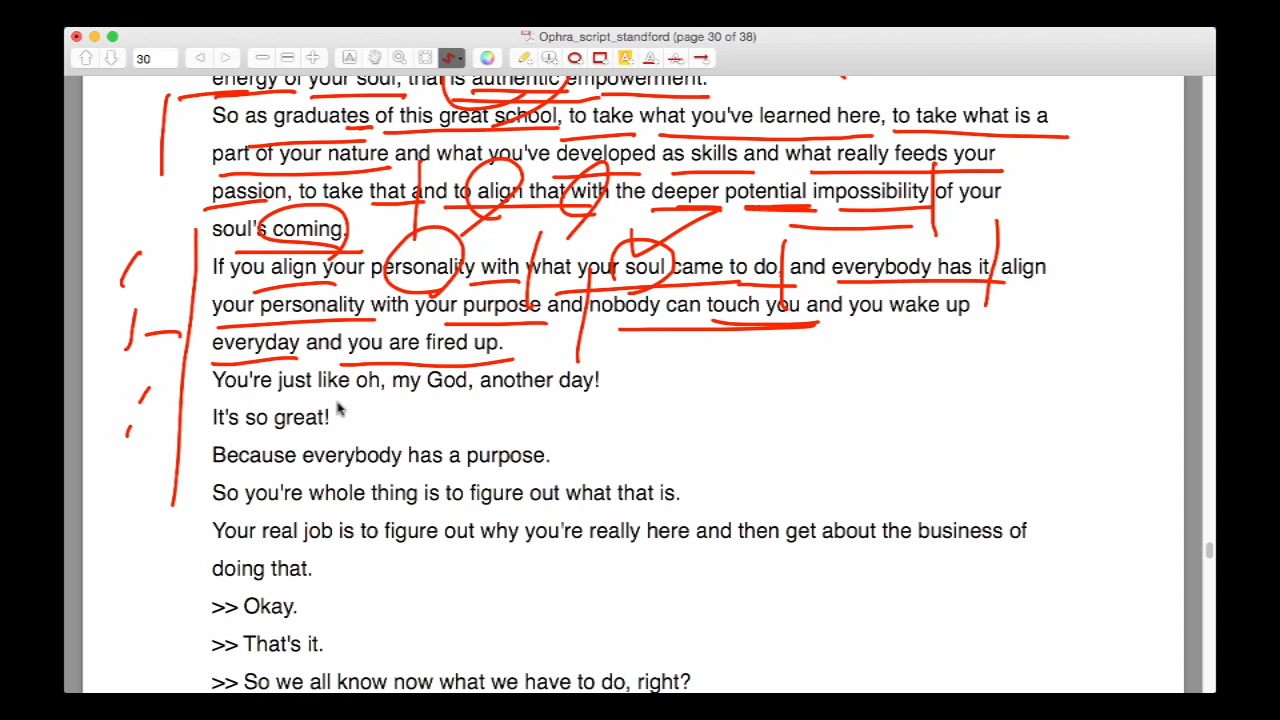 Ophra_script_standford (page 30 of 38)
30
energy of your soul, that is authentic empowerment.
So as graduates of this great school, to take what you've learned here, to take what is a
part of your nature and what you've developed as skills and what really feeds your
passion, to take that and to align that with the deeper potential impossibility of your
soul's coming.
If you align your personality with what your soul came to do, and everybody has it, align
your personality with your purpose and nobody can touch you and you wake up
everyday and you are fired up.
You're just like oh, my God, another day!
It's so great!
Because everybody has a purpose.
So you're whole thing is to figure out what that is.
Your real job is to figure out why you're really here and then get about the business of
doing that.
>> Okay.
>> That's it.
>> So we all know now what we have to do, right?